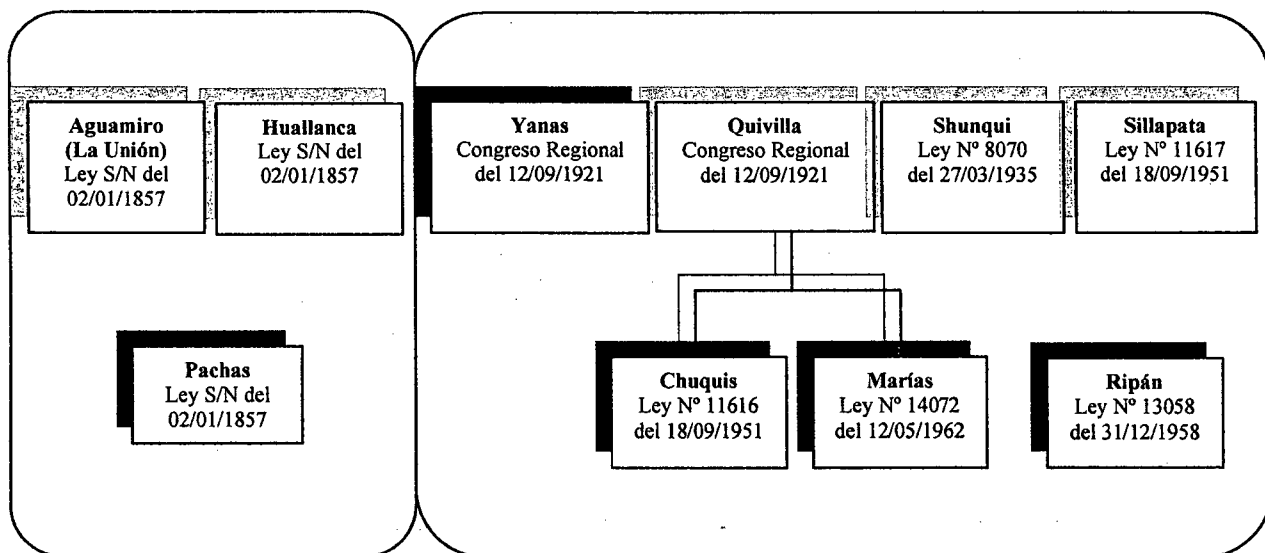 Aguamiro
(La Unión)
Ley S/N del
02/01/1857
Huallanca
Ley S/N del
02/01/1857
Yanas
Congreso Regional
del 12/09/1921
Quivilla
Congreso Regional
del 12/09/1921
Shunqui
Ley Nº 8070
del 27/03/1935
Sillapata
Ley Nº 11617
del 18/09/1951
Pachas
Ley S/N del
02/01/1857
Chuquis
Ley Nº 11616
del 18/09/1951
Marías
Ley Nº 14072
del 12/05/1962
Ripán
Ley Nº 13058
del 31/12/1958